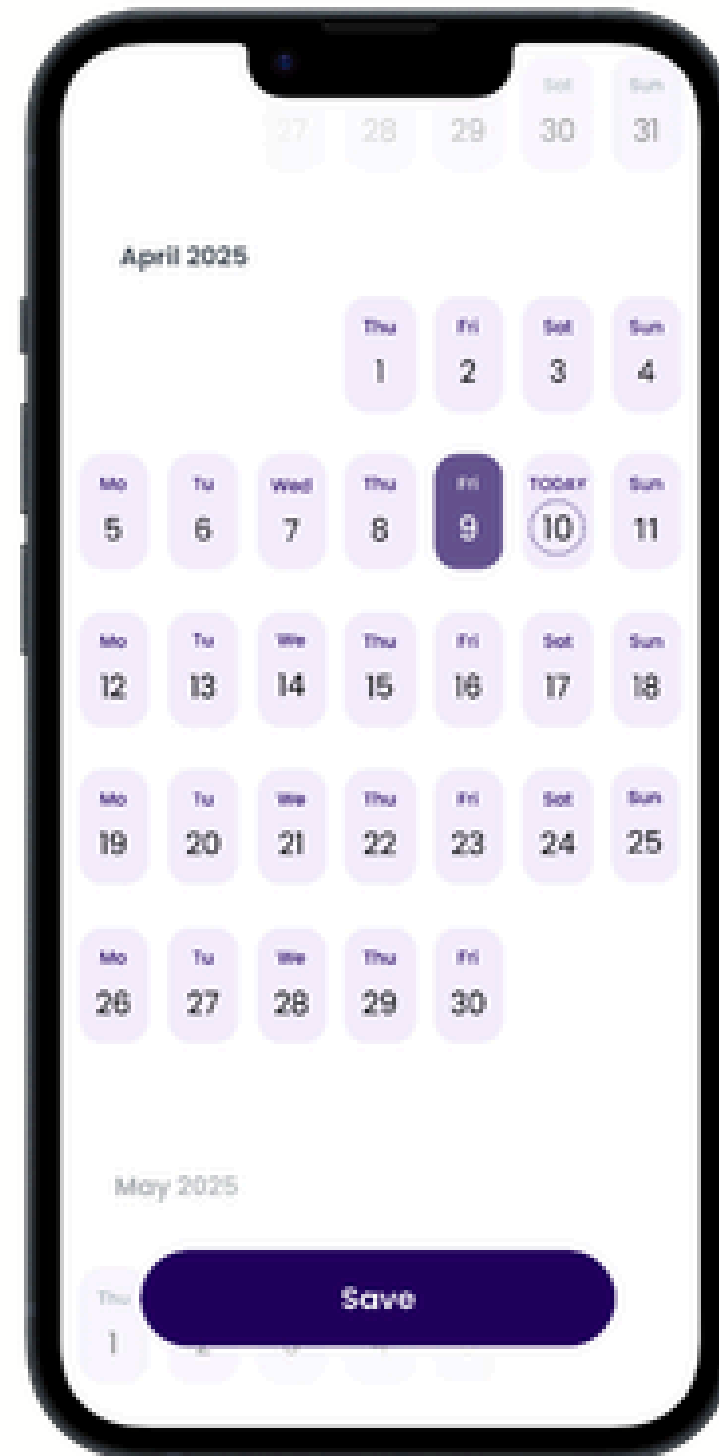 Sat Sun
27 28 29 30 31
April 2025
Thu Fri Sat Sun
1 2 3 4
Mo Tu Wed Thu Fri TODAY Sun
5 6 7 8 9 10 11
Mo Tu We Thu Fri Sat Sun
12 13 14 15 16 17 18
Mo Tu We Thu Fri Sat Sun
19 20 21 22 23 24 25
Mo Tu We Thu Fri
26 27 28 29 30
May 2025
Save
Thu
1